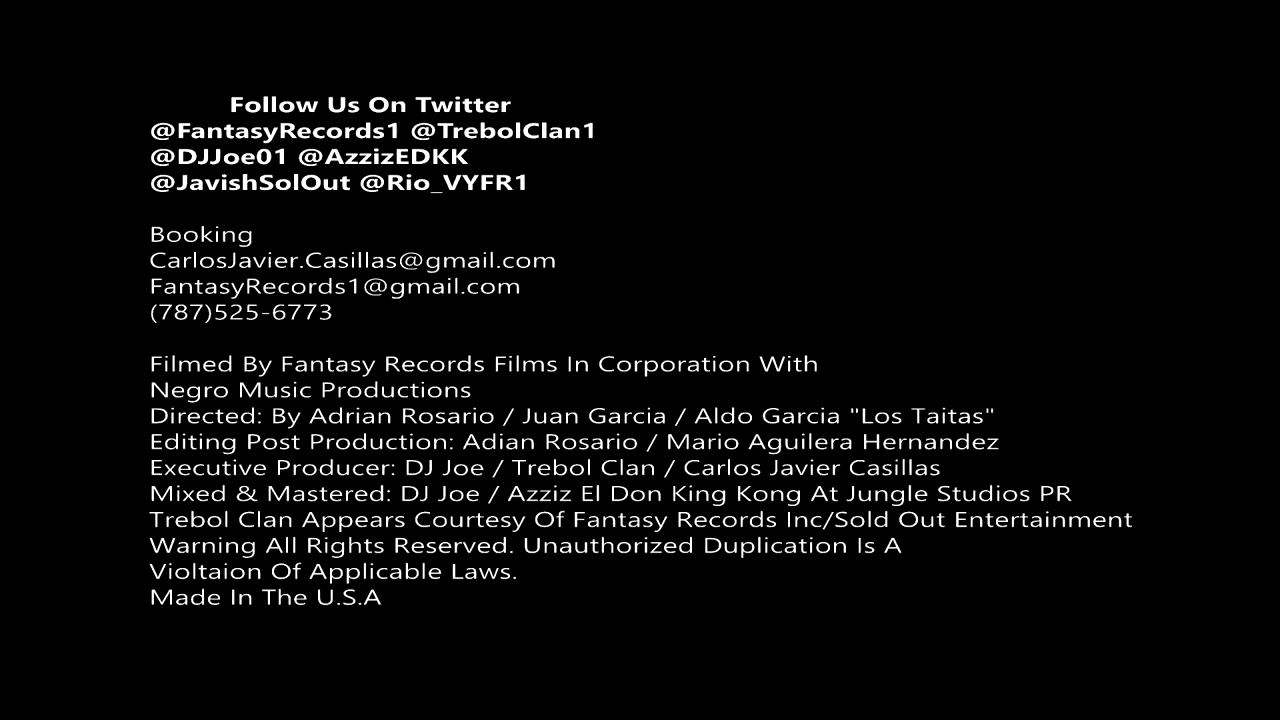 Follow Us On Twitter
@FantasyRecords1 @TrebolClan1
@DJJoe01 @AzzizEDKK
@JavishSolOut @Rio_VYFR1
Booking
CarlosJavier.Casillas@gmail.com
FantasyRecords1@gmail.com
(787)525-6773
Filmed By Fantasy Records Films In Corporation With
Negro Music Productions
Directed: By Adrian Rosario / Juan Garcia / Aldo Garcia "Los Taitas"
Editing Post Production: Adian Rosario / Mario Aguilera Hernandez
Executive Producer: DJ Joe / Trebol Clan / Carlos Javier Casillas
Mixed & Mastered: DJ Joe / Azziz El Don King Kong At Jungle Studios PR
Trebol Clan Appears Courtesy Of Fantasy Records Inc/Sold Out Entertainment
Warning All Rights Reserved. Unauthorized Duplication Is A
Violtaion Of Applicable Laws.
Made In The U.S.A